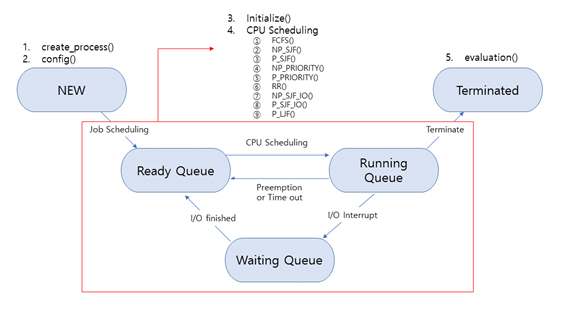 1. create_process()
2. config()
NEW
3. Initialize()
4. CPU Scheduling
① FCFS()
② NP_SJF()
③ P_SJF()
④ NP_PRIORITY()
⑤ P_PRIORITY()
⑥ RR()
⑦ NP_SJF_IO()
⑧ P_SJF_IO()
⑨ P_LJF()
5. evaluation()
Terminated
Job Scheduling
CPU Scheduling
Terminate
Ready Queue
Running
Queue
Preemption
or Time out
I/O finished
I/O Interrupt
Waiting Queue